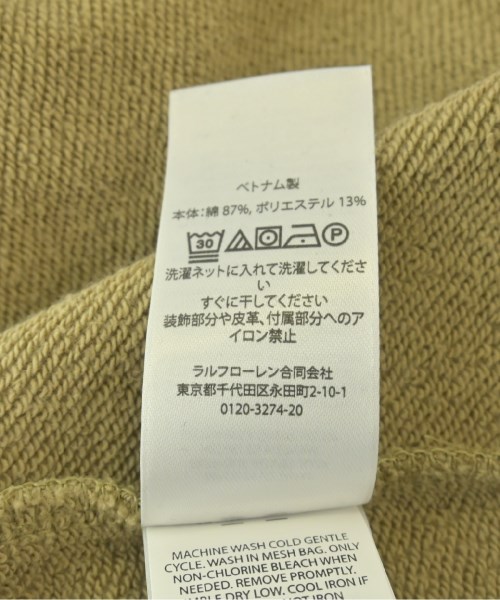 ベトナム製
本体：綿 87%, ポリエステル 13%
30 P
洗濯ネットに入れて洗濯してくださ
い
すぐに干してください
装飾部分や皮革、付属部分へのア
イロン禁止
ラルフローレン合同会社
東京都千代田区永田町2-10-1
0120-3274-20
MACHINE WASH COLD GENTLE
CYCLE. WASH IN MESH BAG. ONLY
NON-CHLORINE BLEACH WHEN
NEEDED. REMOVE PROMPTLY.
DRY LOW. COOL IRON IF
IRON